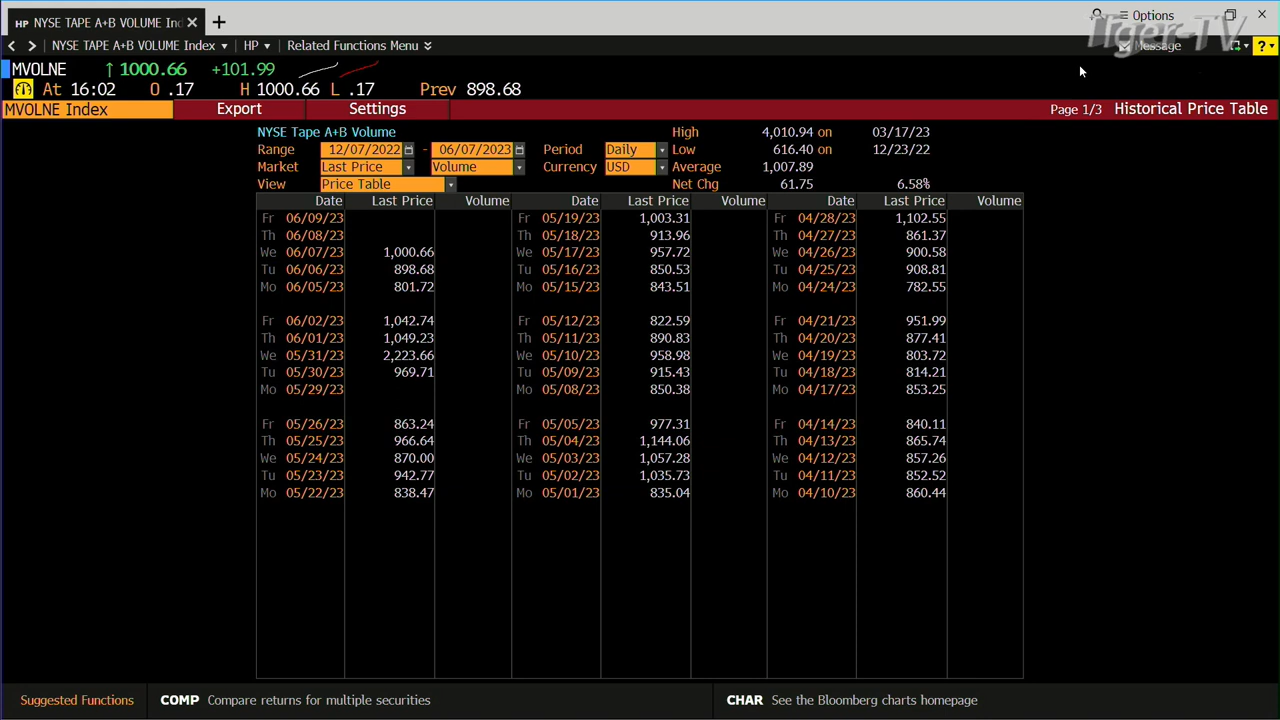 HP NYSE TAPE A+B VOLUME Ind
NYSE TAPE A+B VOLUME Index HP Related Functions Menu
Options
Tiger-TV
Message
?
MVOLNE ↑ 1000.66 +101.99
At 16:02 O .17 H 1000.66 L .17 Prev 898.68
MVOLNE Index Export Settings Page 1/3 Historical Price Table
NYSE Tape A+B Volume High 4,010.94 on 03/17/23
Range 12/07/2022 - 06/07/2023 Period Daily Low 616.40 on 12/23/22
Market Last Price Volume Currency USD Average 1,007.89
View Price Table Net Chg 61.75 6.58%
Date Last Price Volume Date Last Price Volume Date Last Price Volume
Fr 06/09/23 Fr 05/19/23 1,003.31 Fr 04/28/23 1,102.55
Th 06/08/23 Th 05/18/23 913.96 Th 04/27/23 861.37
We 06/07/23 1,000.66 We 05/17/23 957.72 We 04/26/23 900.58
Tu 06/06/23 898.68 Tu 05/16/23 850.53 Tu 04/25/23 908.81
Mo 06/05/23 801.72 Mo 05/15/23 843.51 Mo 04/24/23 782.55
Fr 06/02/23 1,042.74 Fr 05/12/23 822.59 Fr 04/21/23 951.99
Th 06/01/23 1,049.23 Th 05/11/23 890.83 Th 04/20/23 877.41
We 05/31/23 2,223.66 We 05/10/23 958.98 We 04/19/23 803.72
Tu 05/30/23 969.71 Tu 05/09/23 915.43 Tu 04/18/23 814.21
Mo 05/29/23 Mo 05/08/23 850.38 Mo 04/17/23 853.25
Fr 05/26/23 863.24 Fr 05/05/23 977.31 Fr 04/14/23 840.11
Th 05/25/23 966.64 Th 05/04/23 1,144.06 Th 04/13/23 865.74
We 05/24/23 870.00 We 05/03/23 1,057.28 We 04/12/23 857.26
Tu 05/23/23 942.77 Tu 05/02/23 1,035.73 Tu 04/11/23 852.52
Mo 05/22/23 838.47 Mo 05/01/23 835.04 Mo 04/10/23 860.44
Suggested Functions COMP Compare returns for multiple securities CHAR See the Bloomberg charts homepage